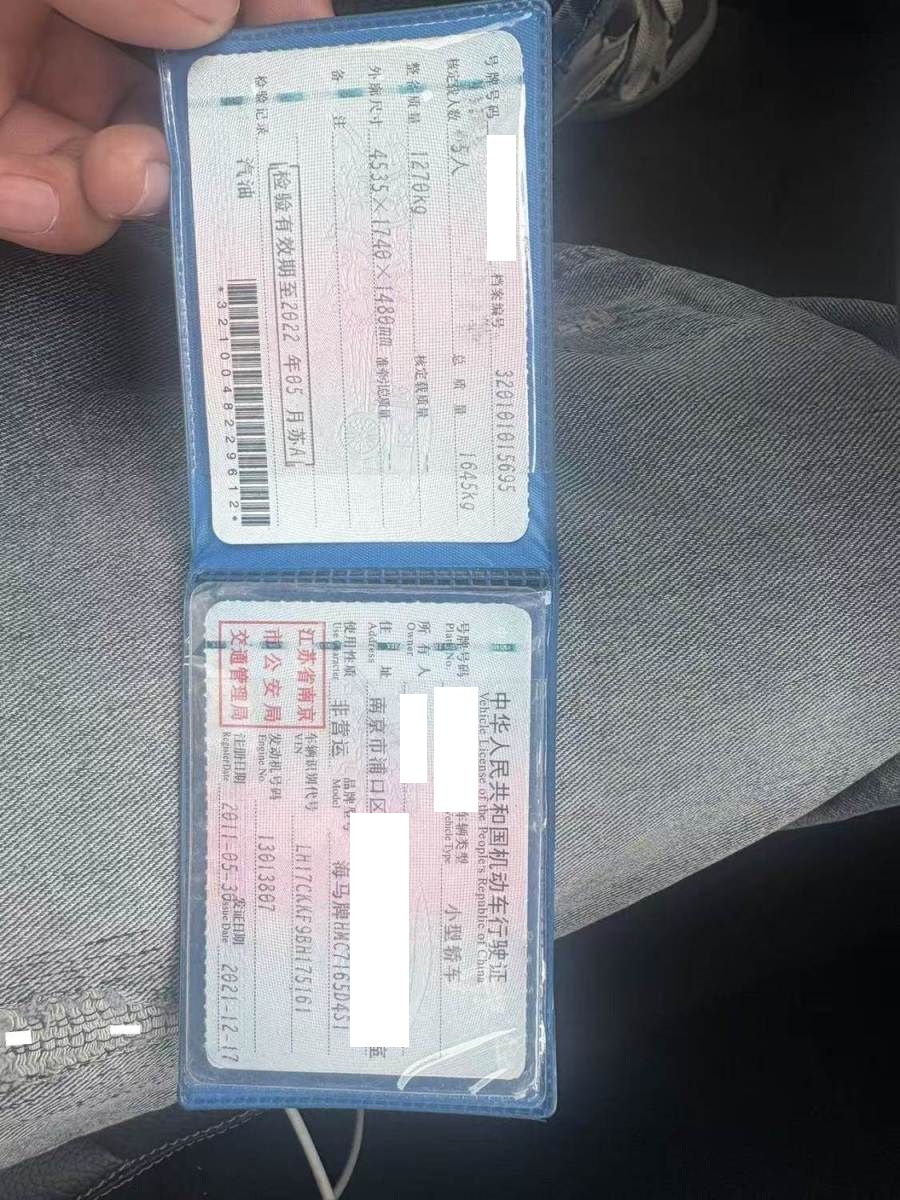 号牌号码 档案编号 320101015695
核定载人数 05人 总质量 1645kg
整备质量 1270kg 核定载质量
外廓尺寸 4535×1740×1480mm 准牵引总质量
备注
检验有效期至2022年05月苏A
检验记录
汽油
*3210048229612*
中华人民共和国机动车行驶证
Vehicle License of the People's Republic of China
号牌号码 车辆类型 小型轿车
Plate No. Vehicle Type
所有人
Owner
住址 南京市浦口区 室
Address
使用性质 非营运 品牌型号 海马牌HMC7165D4S1
Use Character Model
江苏省南京市公安局交通管理局
车辆识别代号 LH17CKKF9BH175161
VIN
发动机号码 13013807
Engine No.
注册日期 2011-05-30 发证日期 2021-12-17
Register Date Issue Date